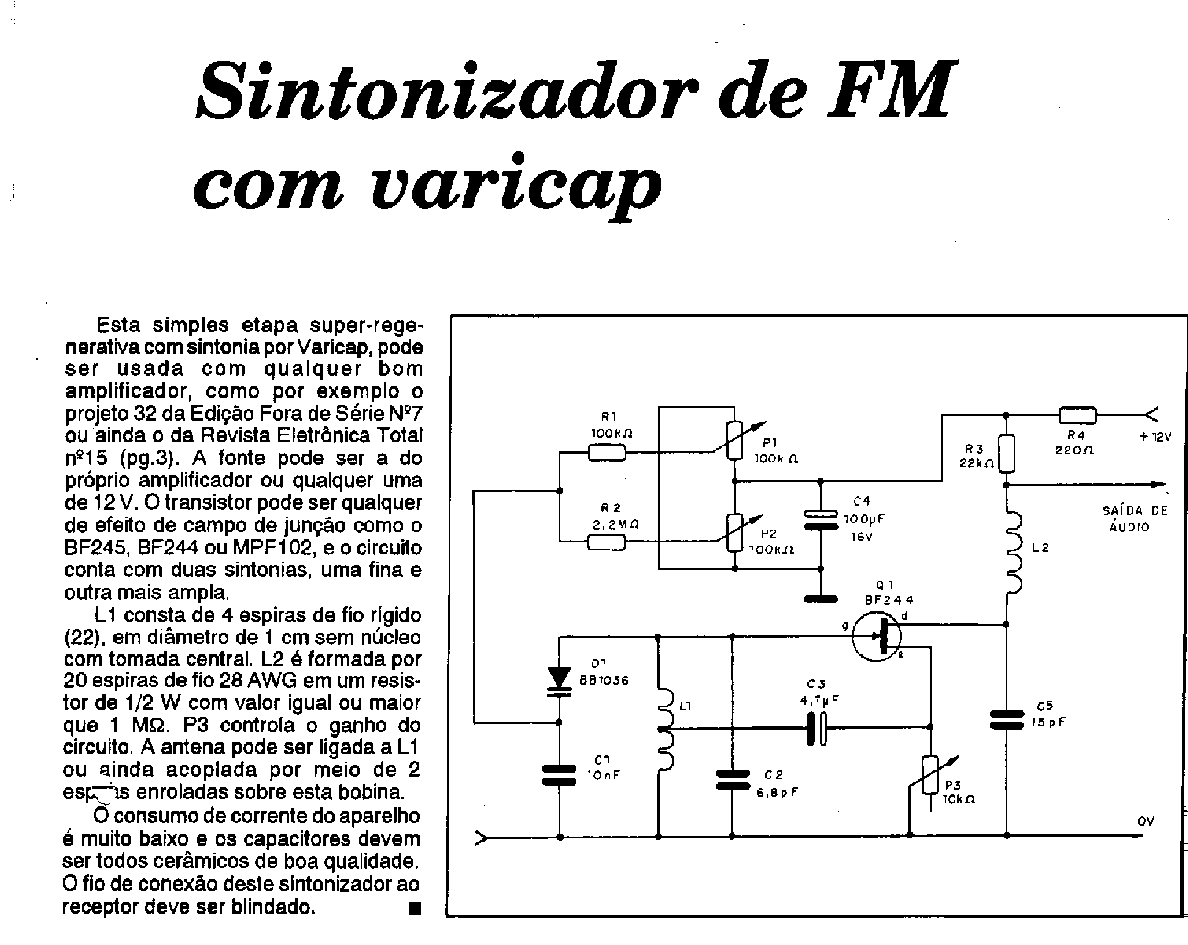 Sintonizador de FM
com varicap
Esta simples etapa super-rege-
nerativa com sintonia por Varicap, pode
ser usada com qualquer bom
amplificador, como por exemplo o
projeto 32 da Edição Fora de Série Nº7
ou ainda o da Revista Eletrônica Total
nº15 (pg.3). A fonte pode ser a do
próprio amplificador ou qualquer uma
de 12 V. O transistor pode ser qualquer
de efeito de campo de junção como o
BF245, BF244 ou MPF102, e o circuito
conta com duas sintonias, uma fina e
outra mais ampla.
L1 consta de 4 espiras de fio rígido
(22), em diâmetro de 1 cm sem núcleo
com tomada central. L2 é formada por
20 espiras de fio 28 AWG em um resis-
tor de 1/2 W com valor igual ou maior
que 1 MΩ. P3 controla o ganho do
circuito. A antena pode ser ligada a L1
ou ainda acoplada por meio de 2
enroladas sobre esta bobina.
O consumo de corrente do aparelho
é muito baixo e os capacitores devem
ser todos cerâmicos de boa qualidade.
O fio de conexão deste sintonizador ao
receptor deve ser blindado.
R1
100kΩ
P1
100kΩ
R2
2,2MΩ
P2
100KΩ
C4
100µF
16V
R3
22kΩ
R4
220Ω
+12V
SAÍDA DE
ÁUDIO
L2
Q1
BF244
g
d
s
D1
BB1056
L1
C3
4,7µF
C5
15pF
C1
10nF
C2
6,8pF
P3
10kΩ
0V